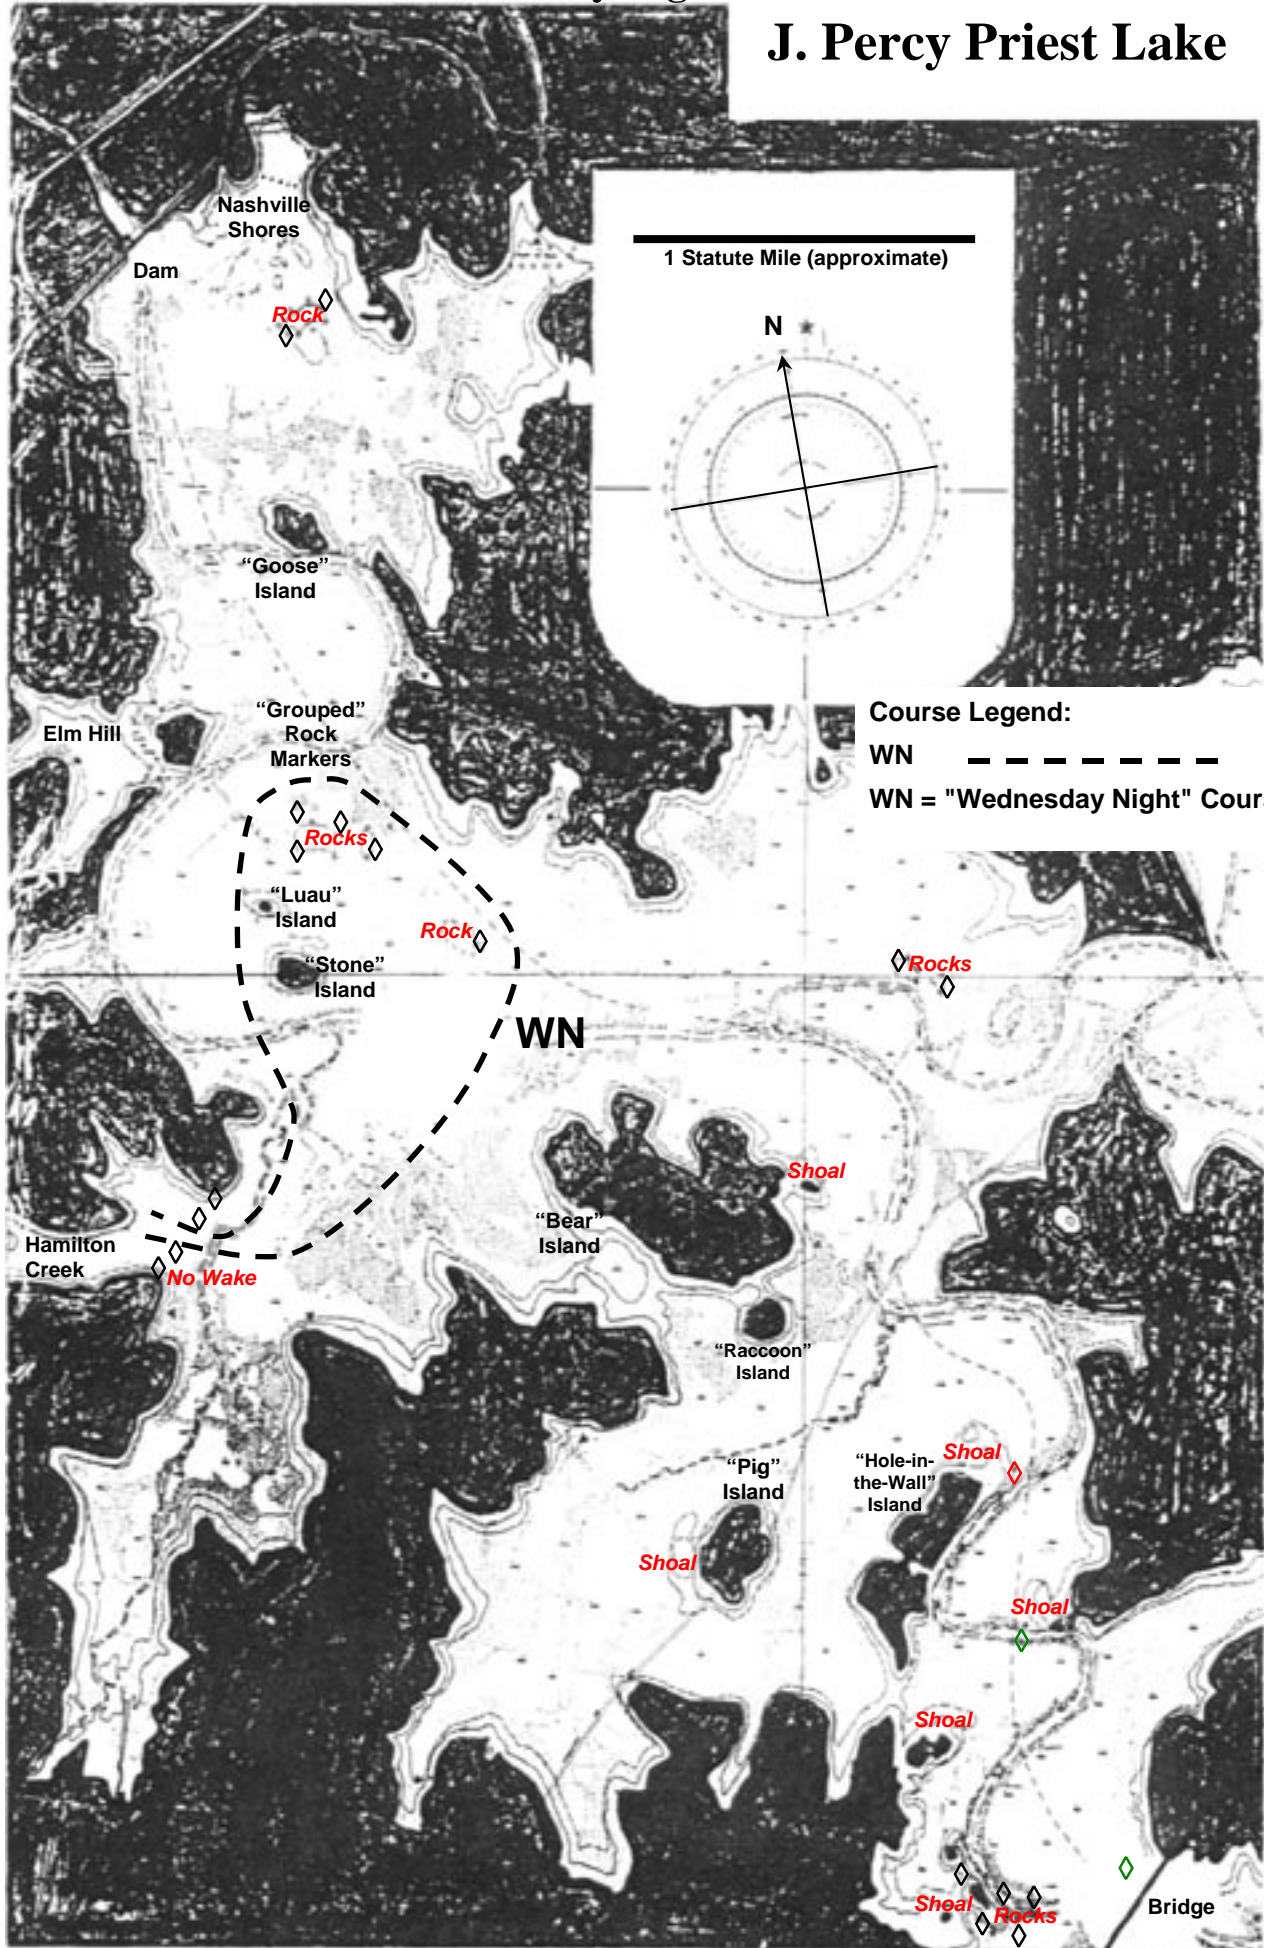 J. Percy Priest Lake
Nashville
Shores
Dam
1 Statute Mile (approximate)
Rock
N
"Goose"
Island
"Grouped"
Rock
Markers
Elm Hill
Course Legend:
WN
WN = "Wednesday Night" Cour
Rocks
"Luau"
Island
Rock
"Stone"
Island
Rocks
WN
Shoal
"Bear"
Island
Hamilton
Creek
No Wake
"Raccoon"
Island
"Pig"
Island
Shoal
"Hole-in-
the-Wall"
Island
Shoal
Shoal
Shoal
Shoal
Rocks
Bridge